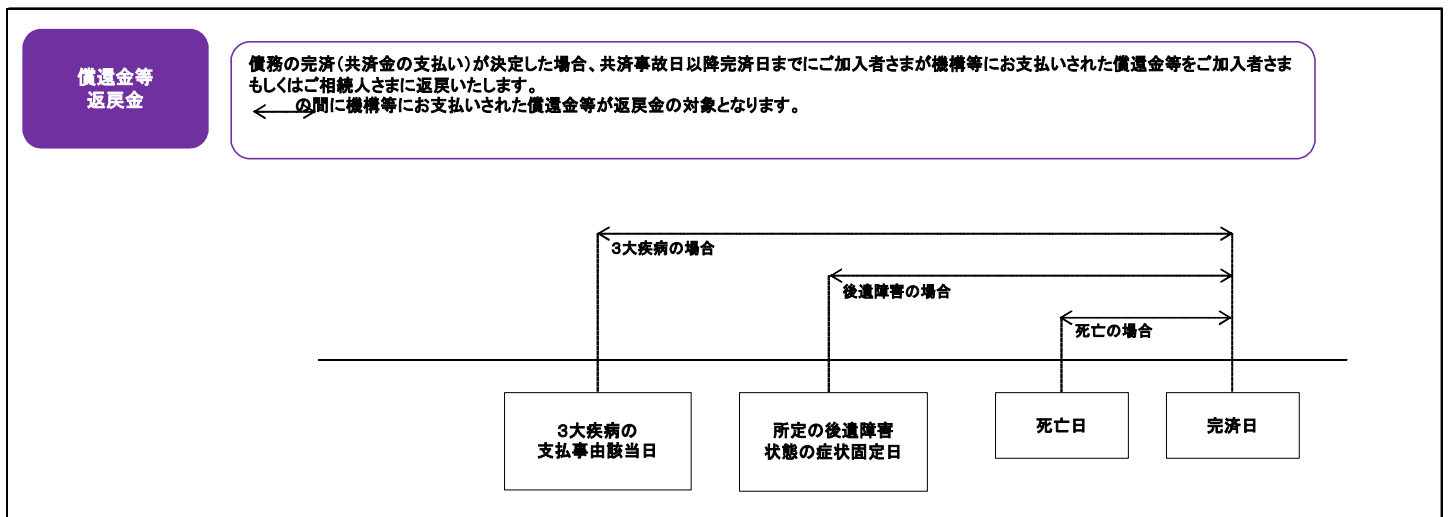 償還金等
返戻金
債務の完済(共済金の支払い)が決定した場合、共済事故日以降完済日までにご加入者さまが機構等にお支払いされた償還金等をご加入者さま
もしくはご相続人さまに返戻いたします。
の間に機構等にお支払いされた償還金等が返戻金の対象となります。
3大疾病の場合
後遺障害の場合
死亡の場合
3大疾病の
支払事由該当日
所定の後遺障害
状態の症状固定日
死亡日
完済日